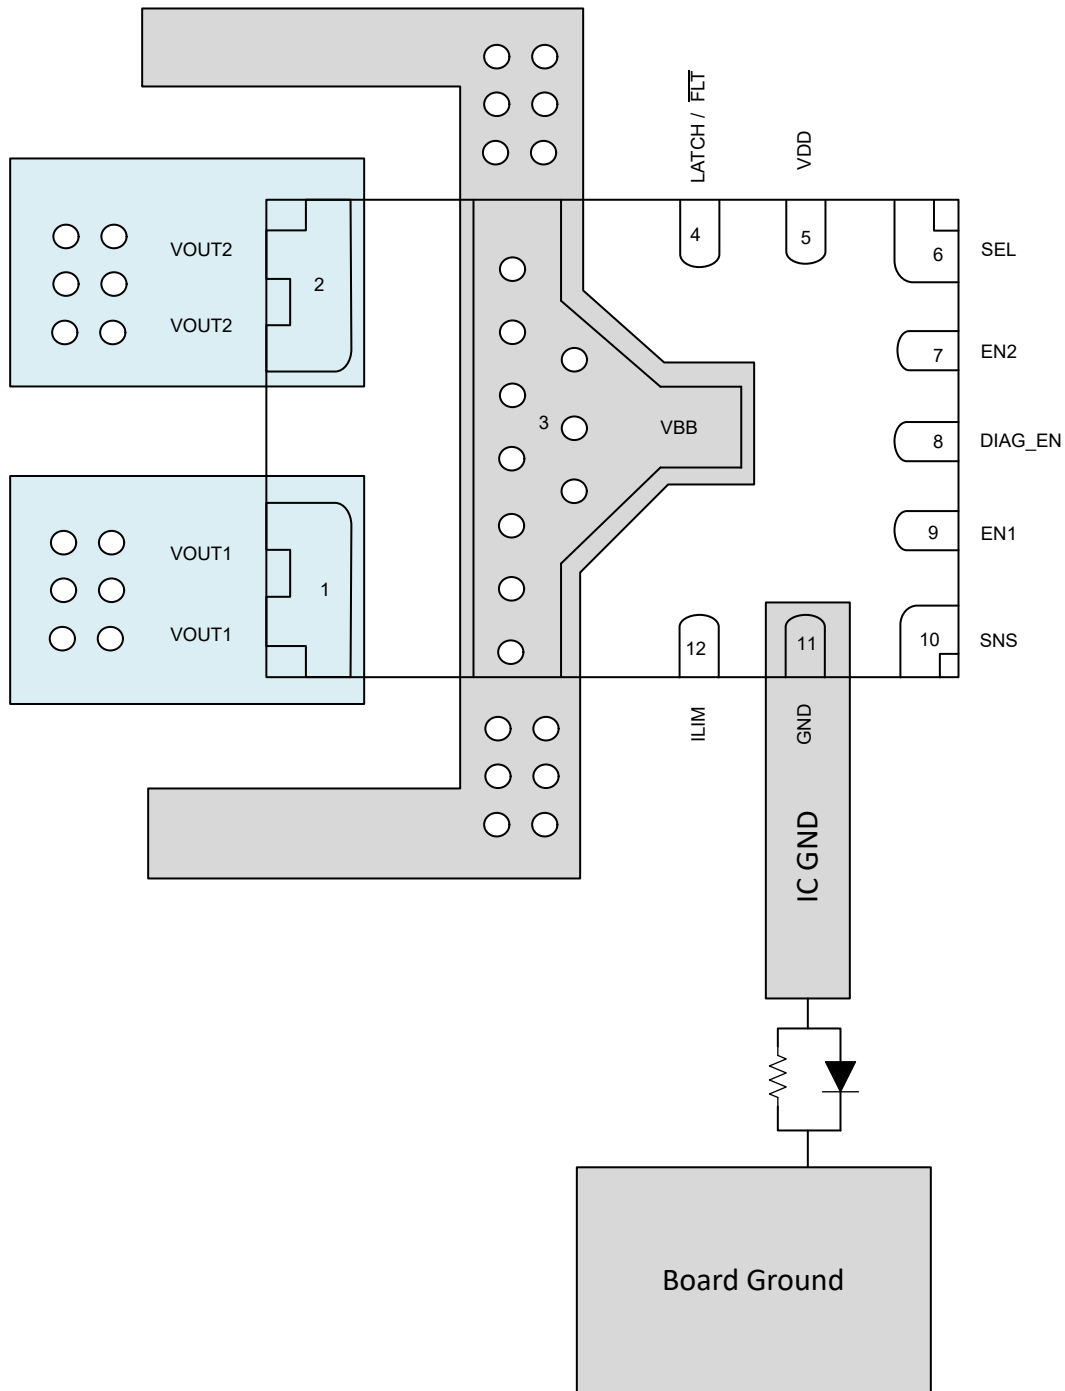 LATCH / FLT
VDD
4
5
6
SEL
VOUT2
2
VOUT2
7
EN2
3
VBB
8
DIAG_EN
9
EN1
VOUT1
1
VOUT1
12
11
10
SNS
ILIM
GND
IC GND
Board Ground